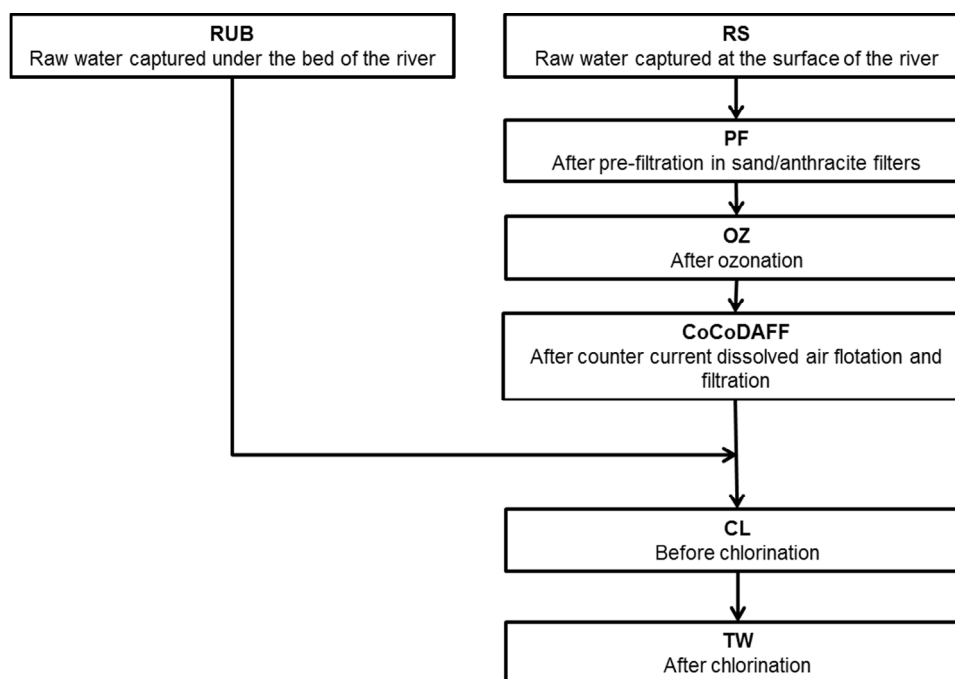 RUB
Raw water captured under the bed of the river
RS
Raw water captured at the surface of the river
PF
After pre-filtration in sand/anthracite filters
OZ
After ozonation
CoCoDAFF
After counter current dissolved air flotation and
filtration
CL
Before chlorination
TW
After chlorination